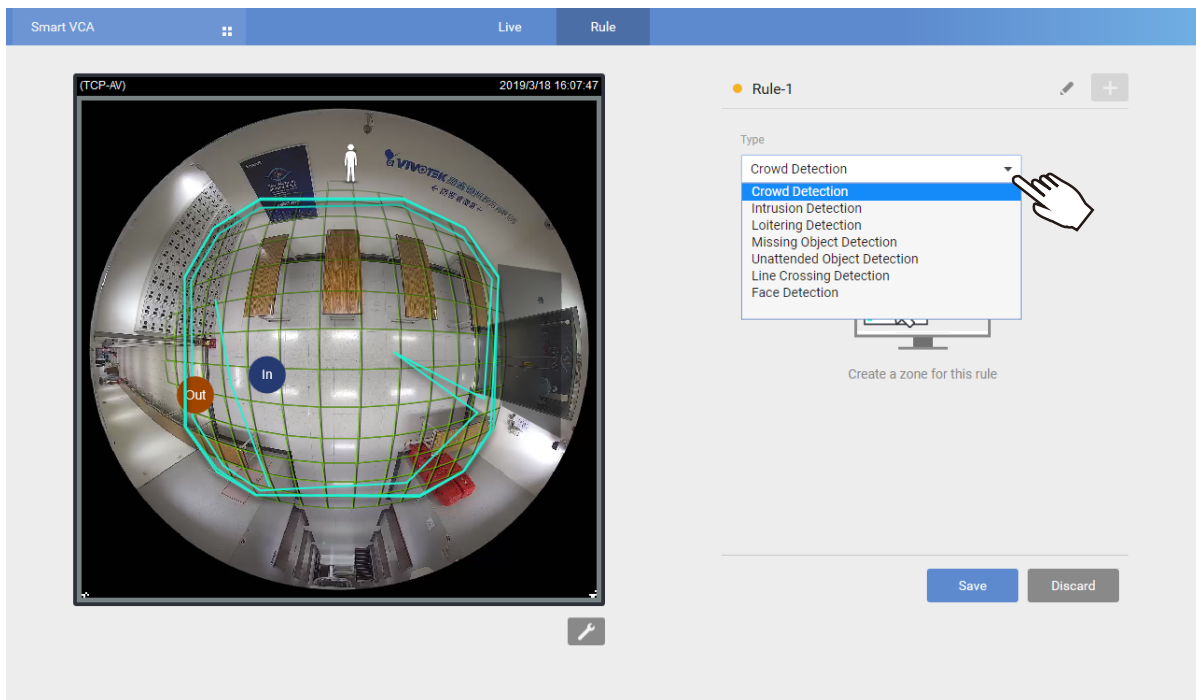 Smart VCA
Live
Rule
(TCP-AV)
2019/3/18 16:07:47
VIVOTEK
In
Out
Rule-1
Type
Crowd Detection
Crowd Detection
Intrusion Detection
Loitering Detection
Missing Object Detection
Unattended Object Detection
Line Crossing Detection
Face Detection
Create a zone for this rule
Save
Discard